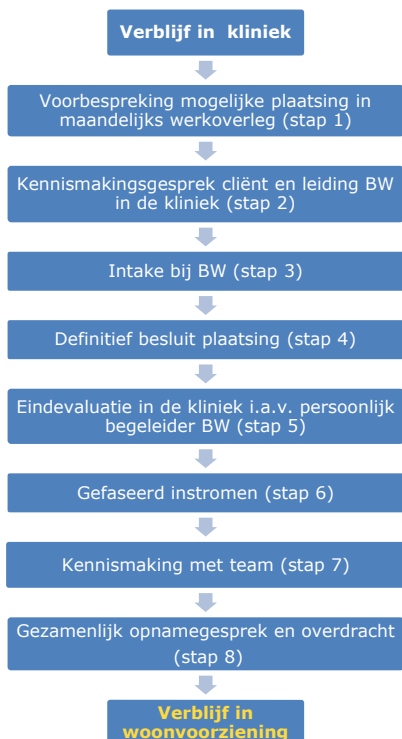 Verblijf in kliniek
Voorbespreking mogelijke plaatsing in
maandelijks werkoverleg (stap 1)
Kennismakingsgesprek cliënt en leiding BW
in de kliniek (stap 2)
Intake bij BW (stap 3)
Definitief besluit plaatsing (stap 4)
Eindevaluatie in de kliniek i.a.v. persoonlijk
begeleider BW (stap 5)
Gefaseerd instromen (stap 6)
Kennismaking met team (stap 7)
Gezamenlijk opnamegesprek en overdracht
(stap 8)
Verblijf in
woonvoorziening